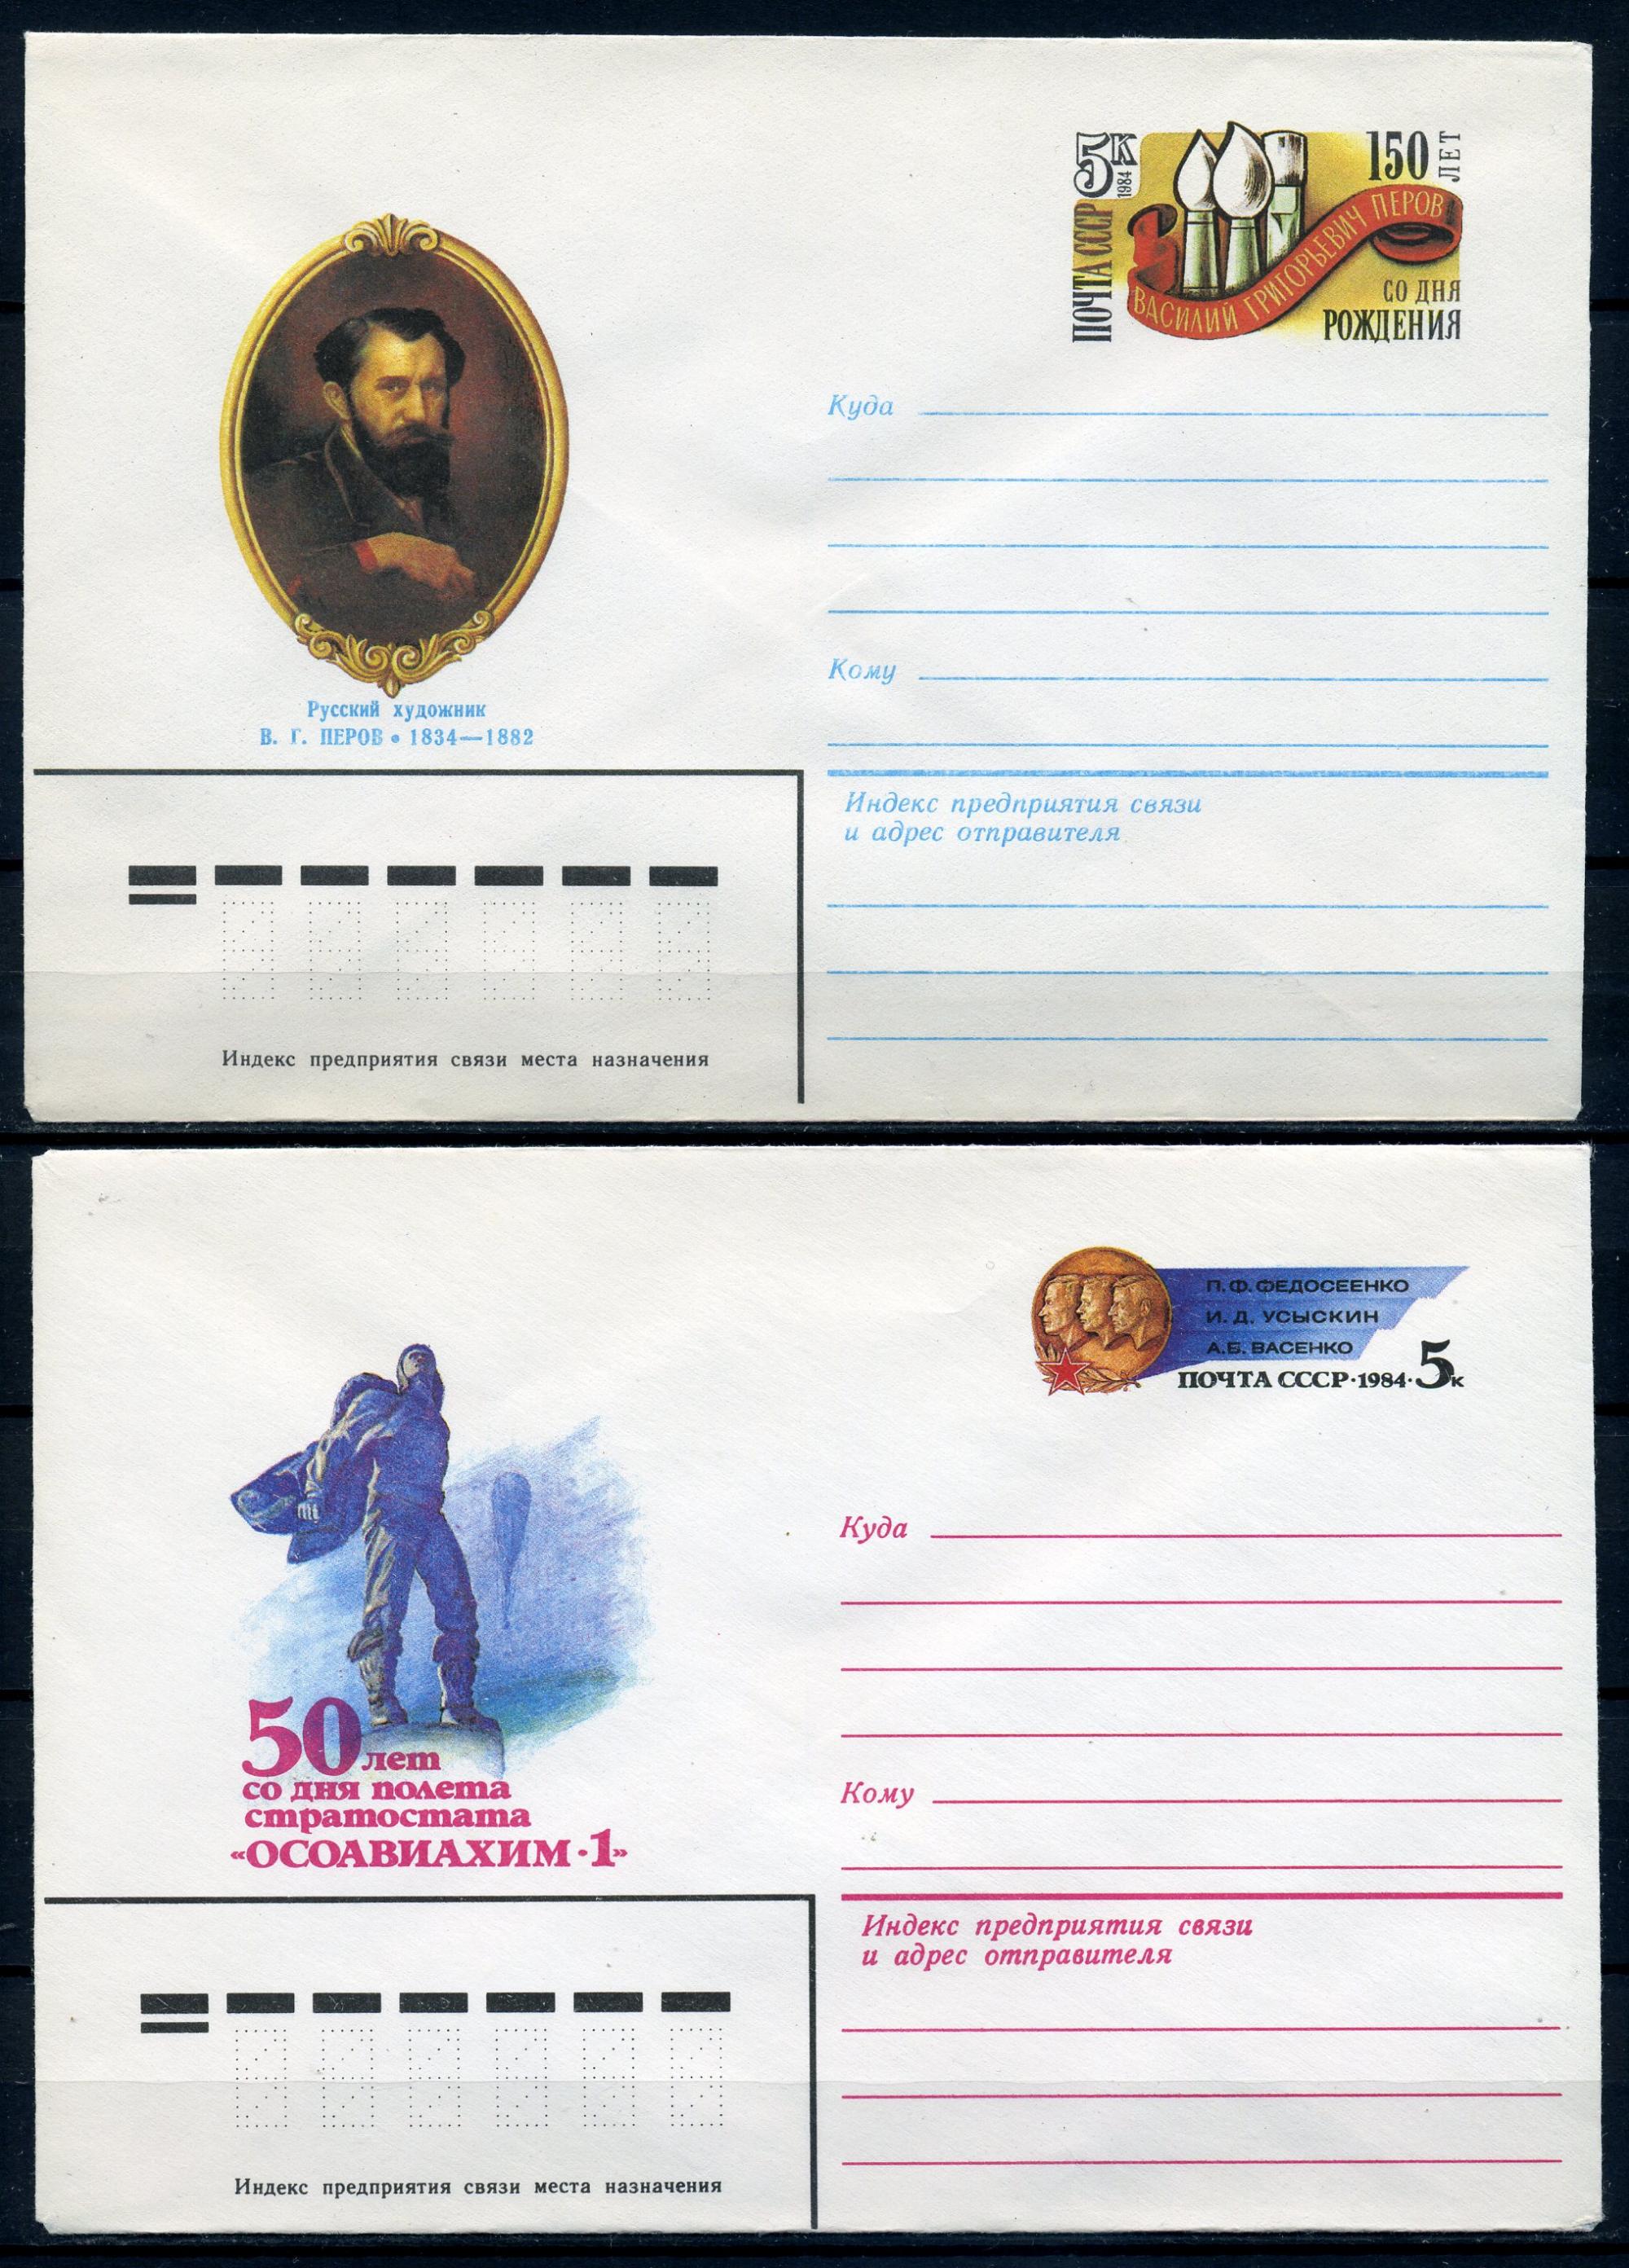 5К
1984
ПОЧТА СССР
150 ЛЕТ
ВАСИЛИЙ ГРИГОРЬЕВИЧ ПЕРОВ
СО ДНЯ
РОЖДЕНИЯ
Куда
Кому
Русский художник
В. Г. ПЕРОВ • 1834—1882
Индекс предприятия связи
и адрес отправителя
Индекс предприятия связи места назначения
П.Ф.ФЕДОСЕЕНКО
И.Д.УСЫСКИН
А.Б.ВАСЕНКО
ПОЧТА СССР·1984·5к
Куда
Кому
50 лет
со дня полета
стратостата
«ОСОАВИАХИМ·1»
Индекс предприятия связи
и адрес отправителя
Индекс предприятия связи места назначения